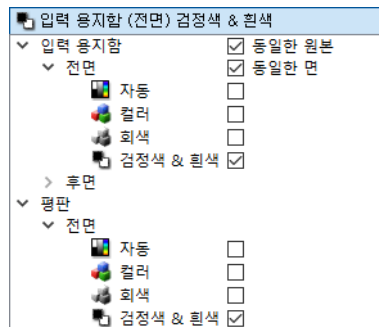 입력 용지함 (전면) 검정색 & 흰색
입력 용지함 동일한 원본
전면 동일한 면
자동
컬러
회색
검정색 & 흰색
후면
평판
전면
자동
컬러
회색
검정색 & 흰색